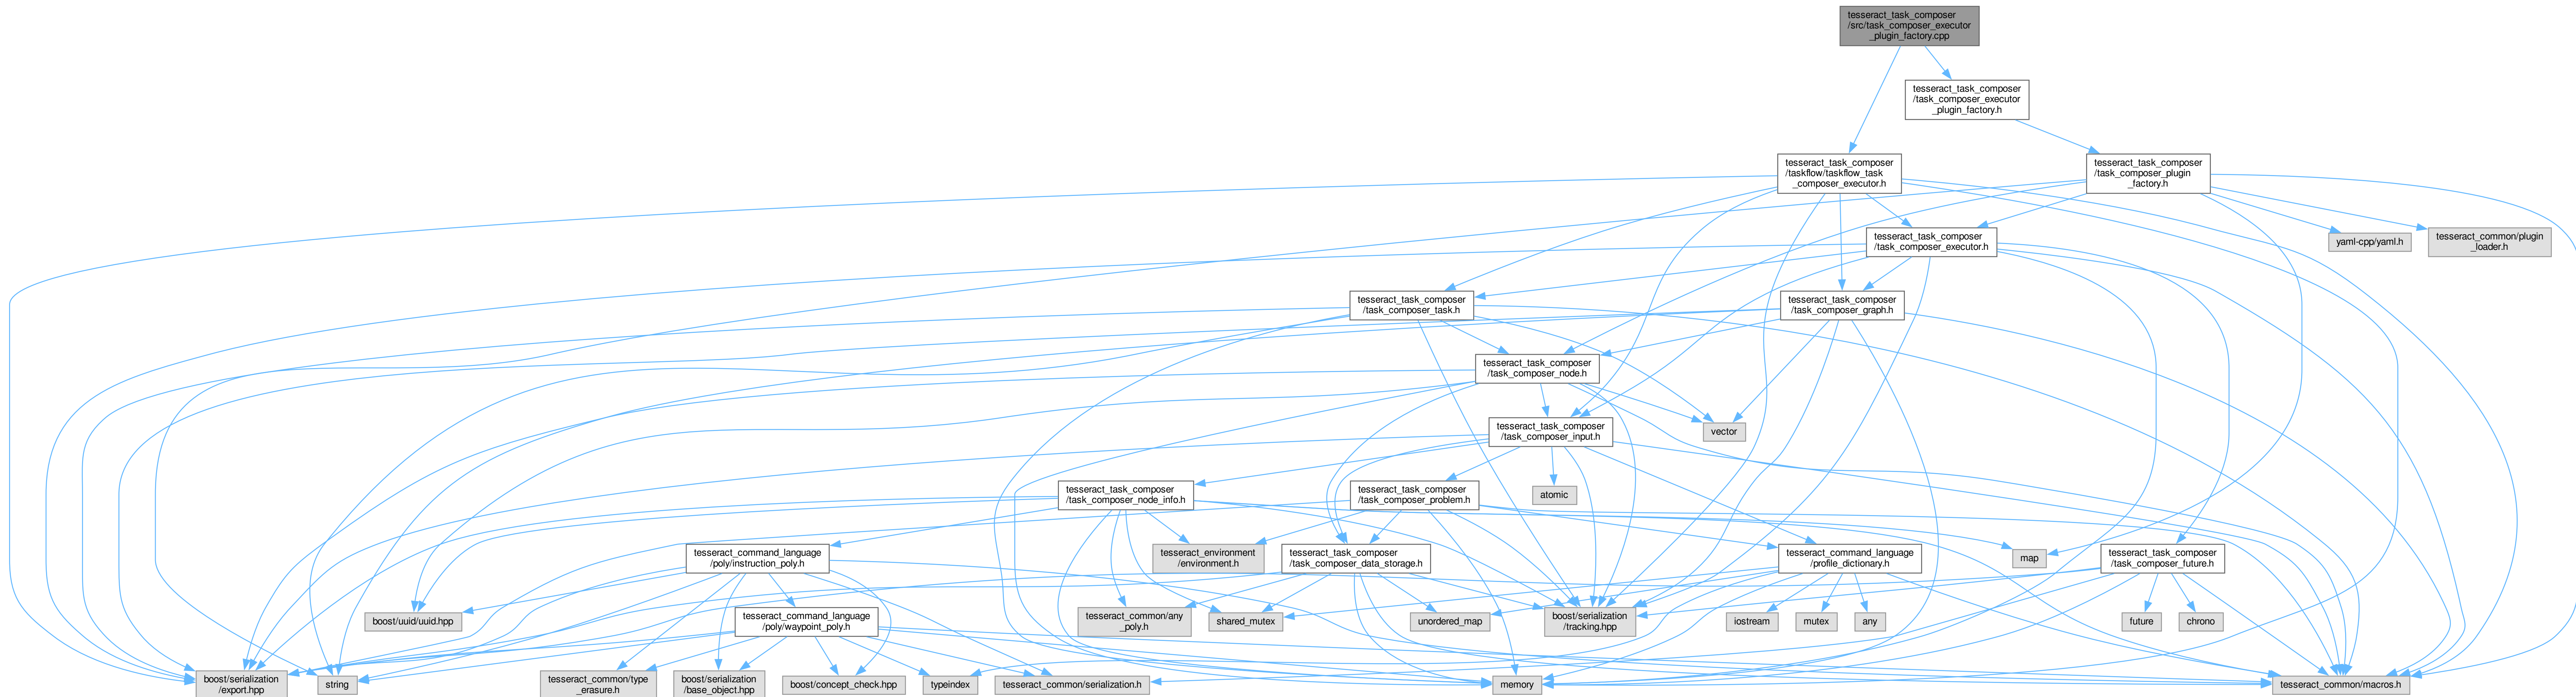 tesseract_task_composer
/src/task_composer_executor
_plugin_factory.cpp
tesseract_task_composer
/task_composer_executor
_plugin_factory.h
tesseract_task_composer
/taskflow/taskflow_task
_composer_executor.h
tesseract_task_composer
/task_composer_plugin
_factory.h
tesseract_task_composer
/task_composer_executor.h
yaml-cpp/yaml.h
tesseract_common/plugin
_loader.h
tesseract_task_composer
/task_composer_task.h
tesseract_task_composer
/task_composer_graph.h
tesseract_task_composer
/task_composer_node.h
tesseract_task_composer
/task_composer_input.h
vector
tesseract_task_composer
/task_composer_node_info.h
tesseract_task_composer
/task_composer_problem.h
atomic
tesseract_command_language
/poly/instruction_poly.h
tesseract_environment
/environment.h
tesseract_task_composer
/task_composer_data_storage.h
tesseract_command_language
/profile_dictionary.h
map
tesseract_task_composer
/task_composer_future.h
boost/uuid/uuid.hpp
tesseract_command_language
/poly/waypoint_poly.h
tesseract_common/any
_poly.h
shared_mutex
unordered_map
boost/serialization
/tracking.hpp
iostream
mutex
any
future
chrono
boost/serialization
/export.hpp
string
tesseract_common/type
_erasure.h
boost/serialization
/base_object.hpp
boost/concept_check.hpp
typeindex
tesseract_common/serialization.h
memory
tesseract_common/macros.h